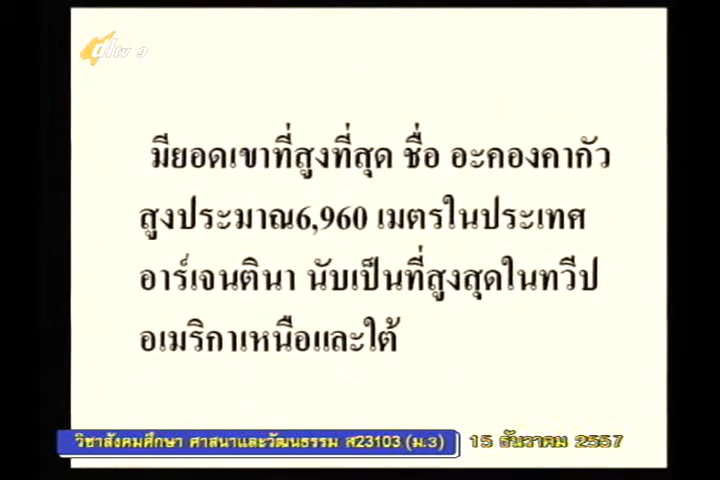 dltv 9
มียอดเขาที่สูงที่สุด ชื่อ อะคองคากัว
สูงประมาณ6,960 เมตรในประเทศ
อาร์เจนตินา นับเป็นที่สูงสุดในทวีป
อเมริกาเหนือและใต้
วิชาสังคมศึกษา ศาสนาและวัฒนธรรม ส23103 (ม.3) 15 ธันวาคม 2557